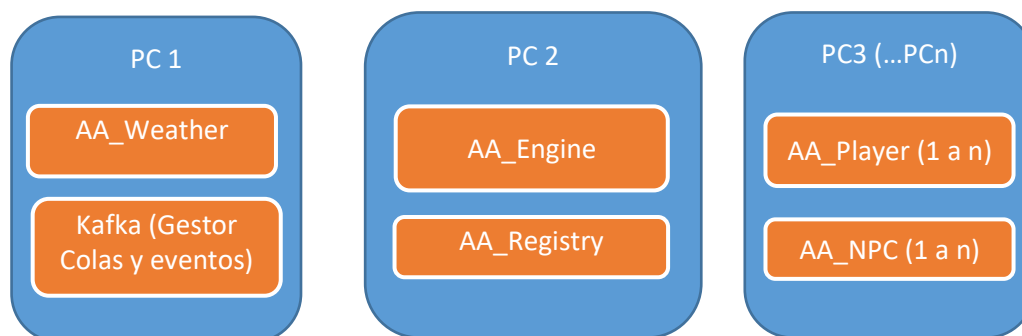 PC 1
AA_Weather
Kafka (Gestor
Colas y eventos)
PC 2
AA_Engine
AA_Registry
PC3 (...PCn)
AA_Player (1 a n)
AA_NPC (1 a n)